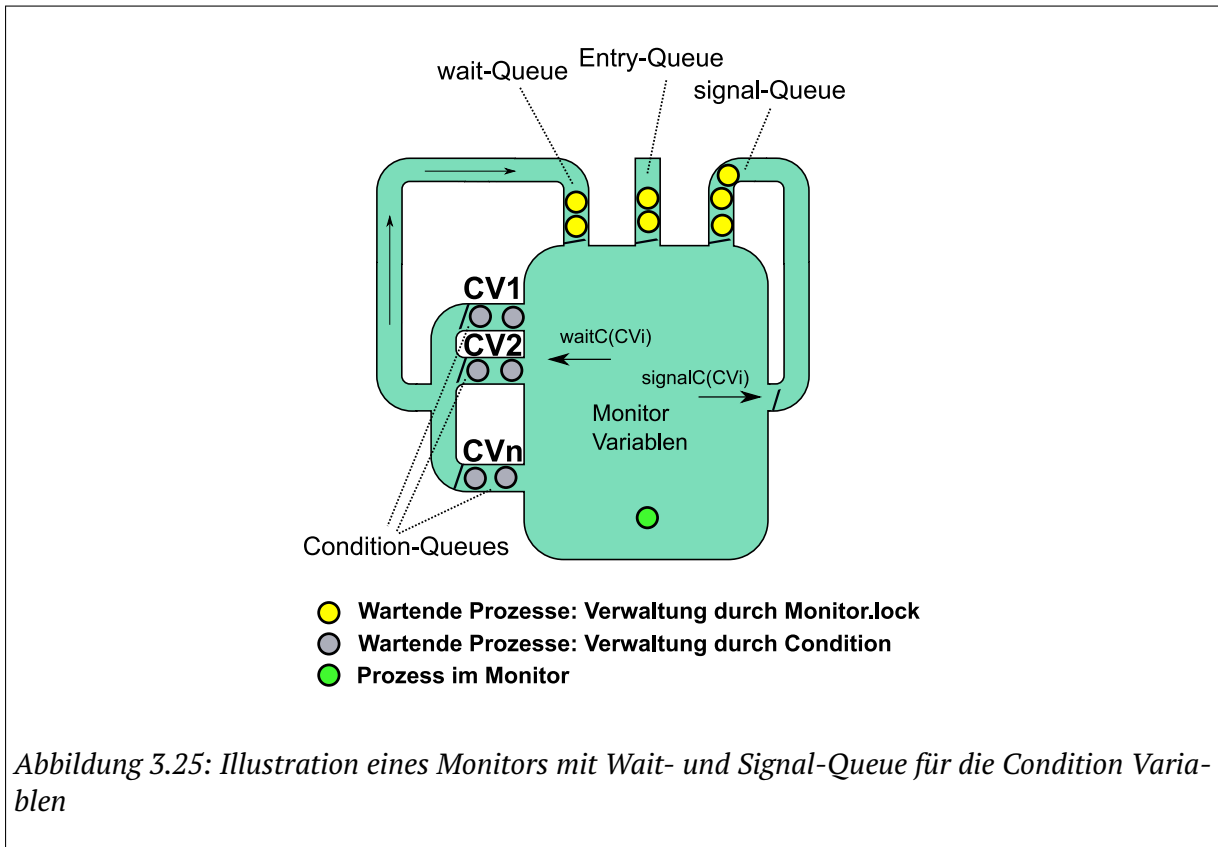 Entry-Queue
wait-Queue
signal-Queue
CV1
CV2
waitC(CVi)
signalC(CVi)
Monitor
Variablen
CVn
Condition-Queues
Wartende Prozesse: Verwaltung durch Monitor.lock
Wartende Prozesse: Verwaltung durch Condition
Prozess im Monitor
Abbildung 3.25: Illustration eines Monitors mit Wait- und Signal-Queue für die Condition Varia-
blen